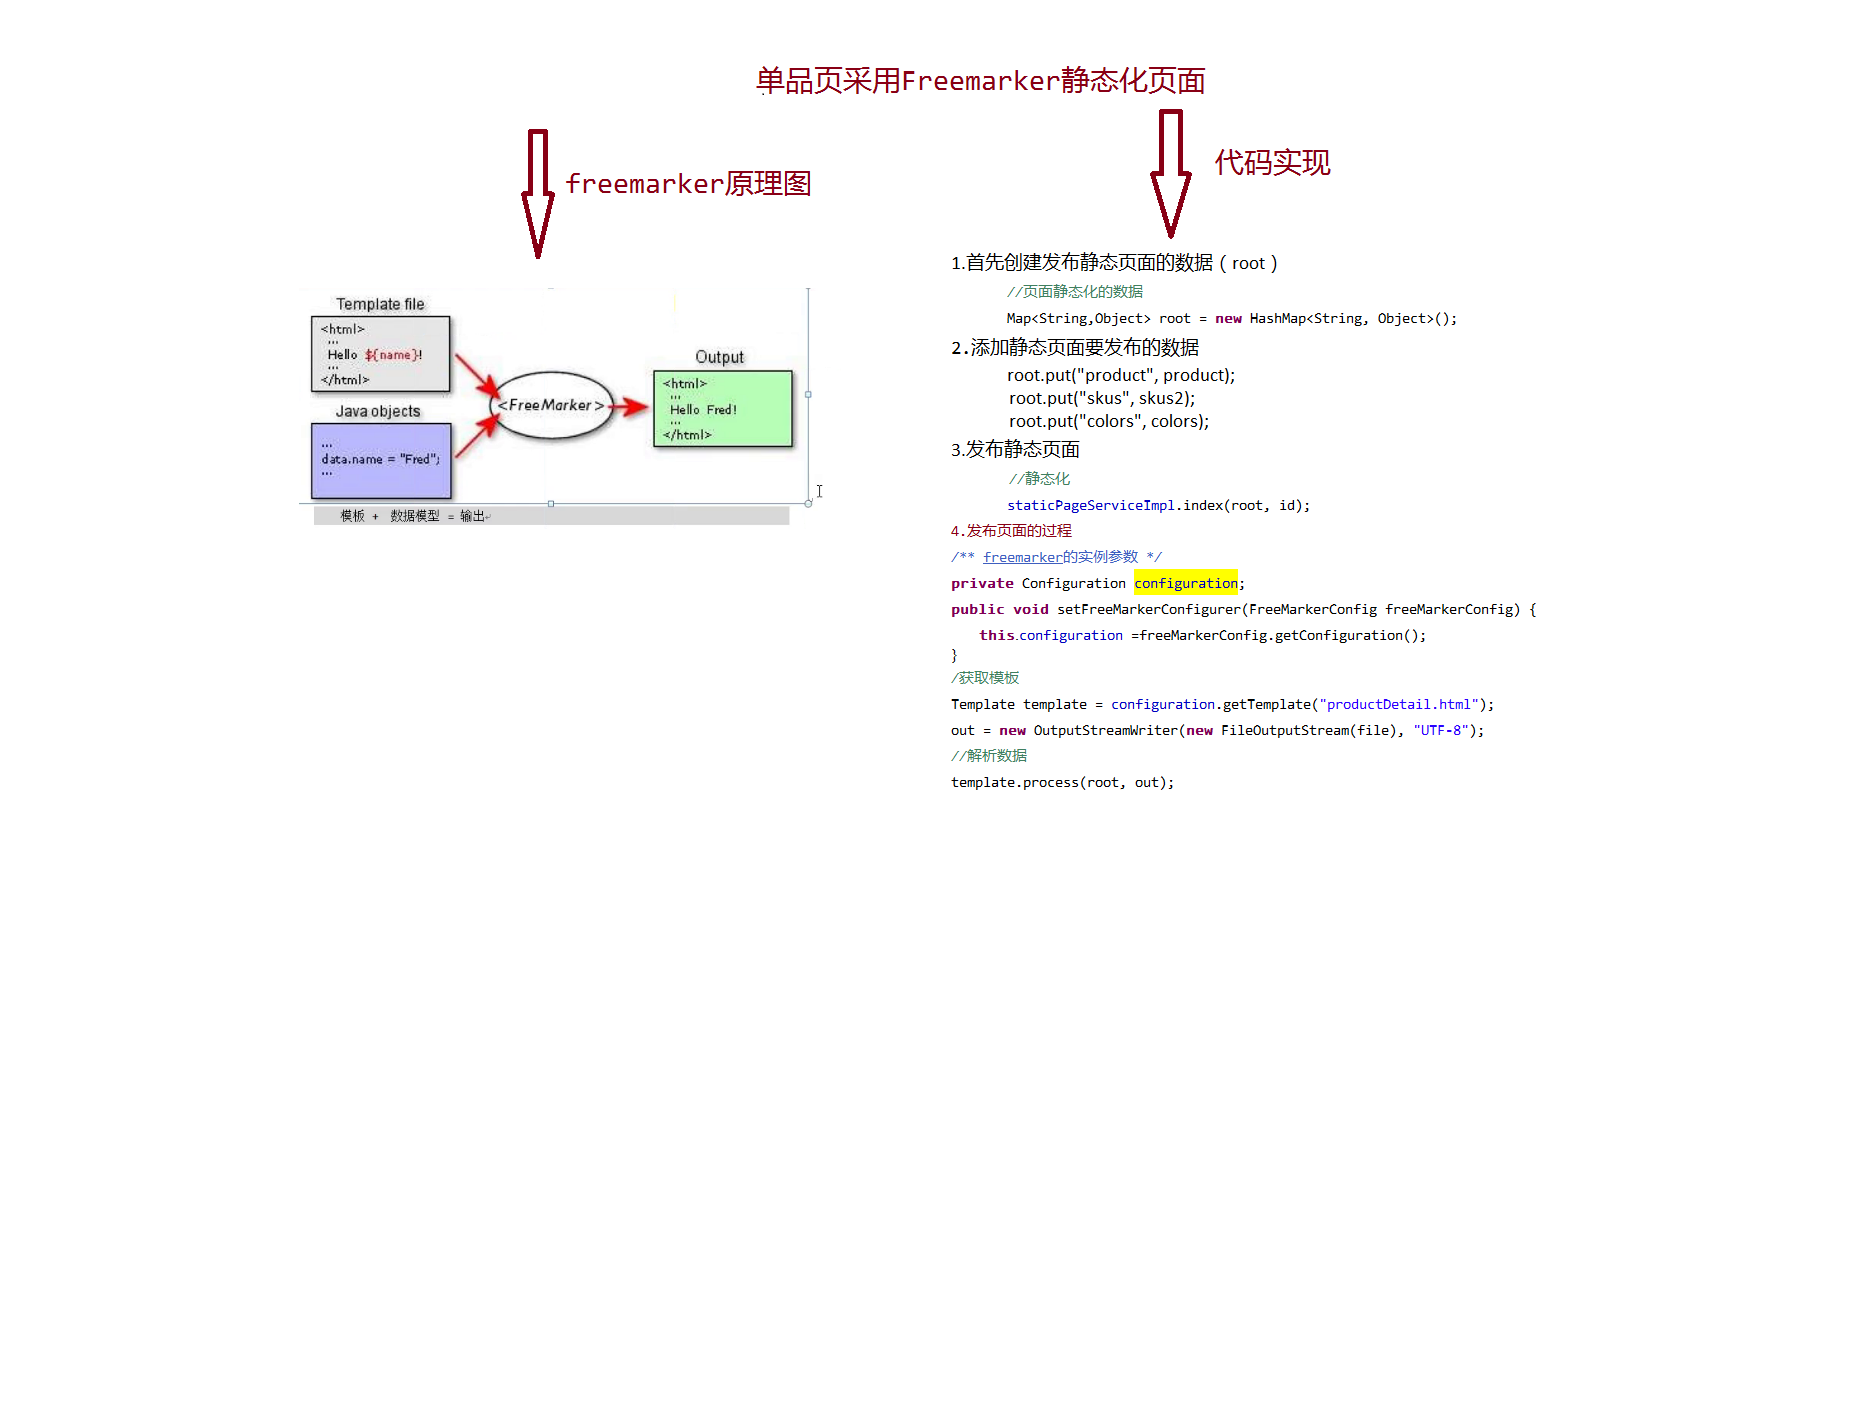 单品页采用Freemarker静态化页面
freemarker原理图
Template file
<html>
...
Hello ${name}!
...
</html>
Java objects
...
data.name = "Fred";
...
<FreeMarker>
Output
<html>
...
Hello Fred!
...
</html>
模板 + 数据模型 = 输出
代码实现
1.首先创建发布静态页面的数据（root）
//页面静态化的数据
Map<String,Object> root = new HashMap<String, Object>();
2.添加静态页面要发布的数据
root.put("product", product);
root.put("skus", skus2);
root.put("colors", colors);
3.发布静态页面
//静态化
staticPageServiceImpl.index(root, id);
4.发布页面的过程
/** freemarker的实例参数 */
private Configuration configuration;
public void setFreeMarkerConfigurer(FreeMarkerConfig freeMarkerConfig) {
this.configuration =freeMarkerConfig.getConfiguration();
}
/获取模板
Template template = configuration.getTemplate("productDetail.html");
out = new OutputStreamWriter(new FileOutputStream(file), "UTF-8");
//解析数据
template.process(root, out);